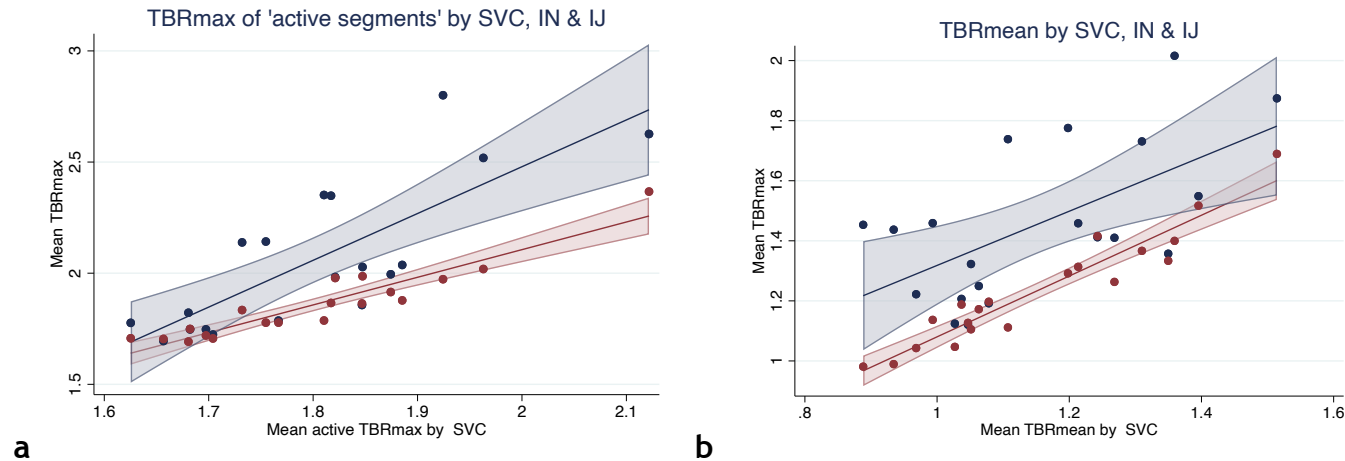 TBRmax of 'active segments' by SVC, IN & IJ
Mean TBRmax
3
2.5
2
1.5
1.6 1.7 1.8 1.9 2 2.1
Mean active TBRmax by SVC
a
TBRmean by SVC, IN & IJ
Mean TBRmax
2
1.8
1.6
1.4
1.2
1
.8 1 1.2 1.4 1.6
Mean TBRmean by SVC
b